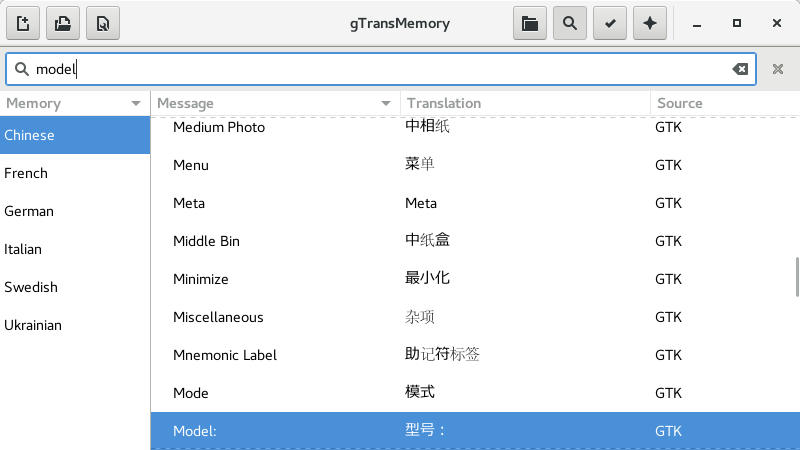 gTransMemory
model
Memory Message Translation Source
Chinese
French
German
Italian
Swedish
Ukrainian
Medium Photo 中相纸 GTK
Menu 菜单 GTK
Meta Meta GTK
Middle Bin 中纸盒 GTK
Minimize 最小化 GTK
Miscellaneous 杂项 GTK
Mnemonic Label 助记符标签 GTK
Mode 模式 GTK
Model: 型号： GTK